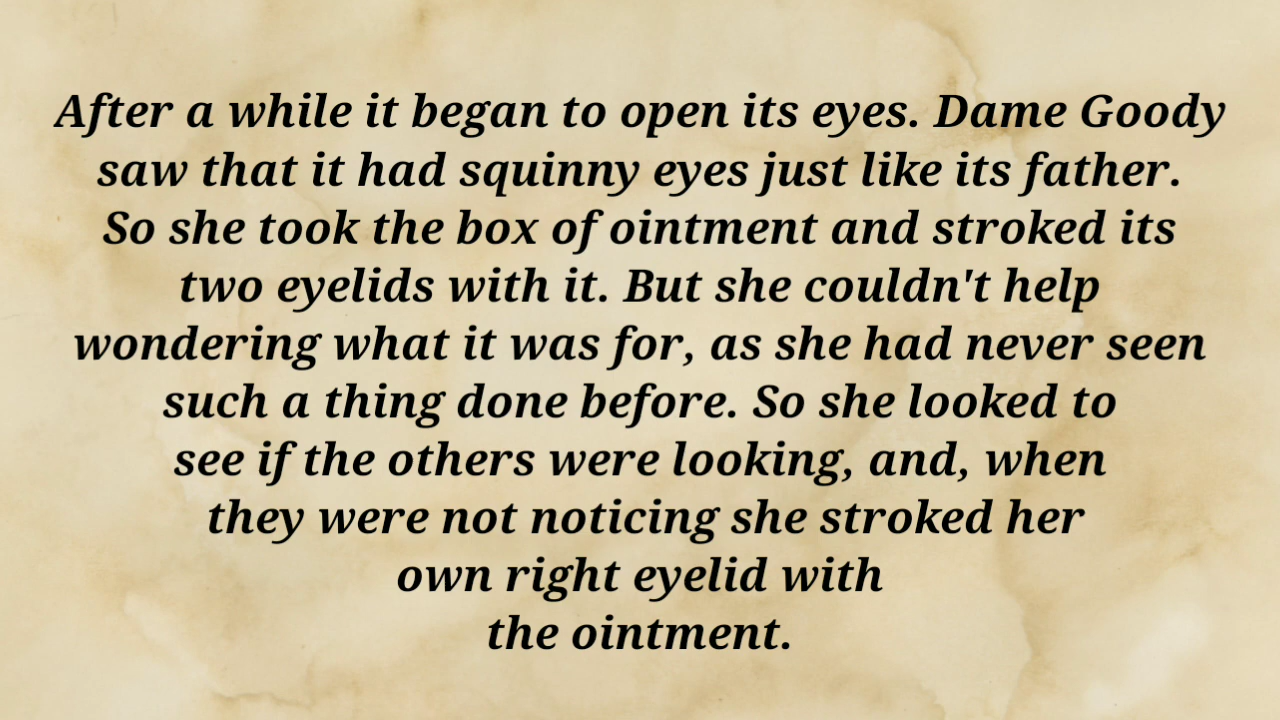 After a while it began to open its eyes. Dame Goody
saw that it had squinny eyes just like its father.
So she took the box of ointment and stroked its
two eyelids with it. But she couldn't help
wondering what it was for, as she had never seen
such a thing done before. So she looked to
see if the others were looking, and, when
they were not noticing she stroked her
own right eyelid with
the ointment.